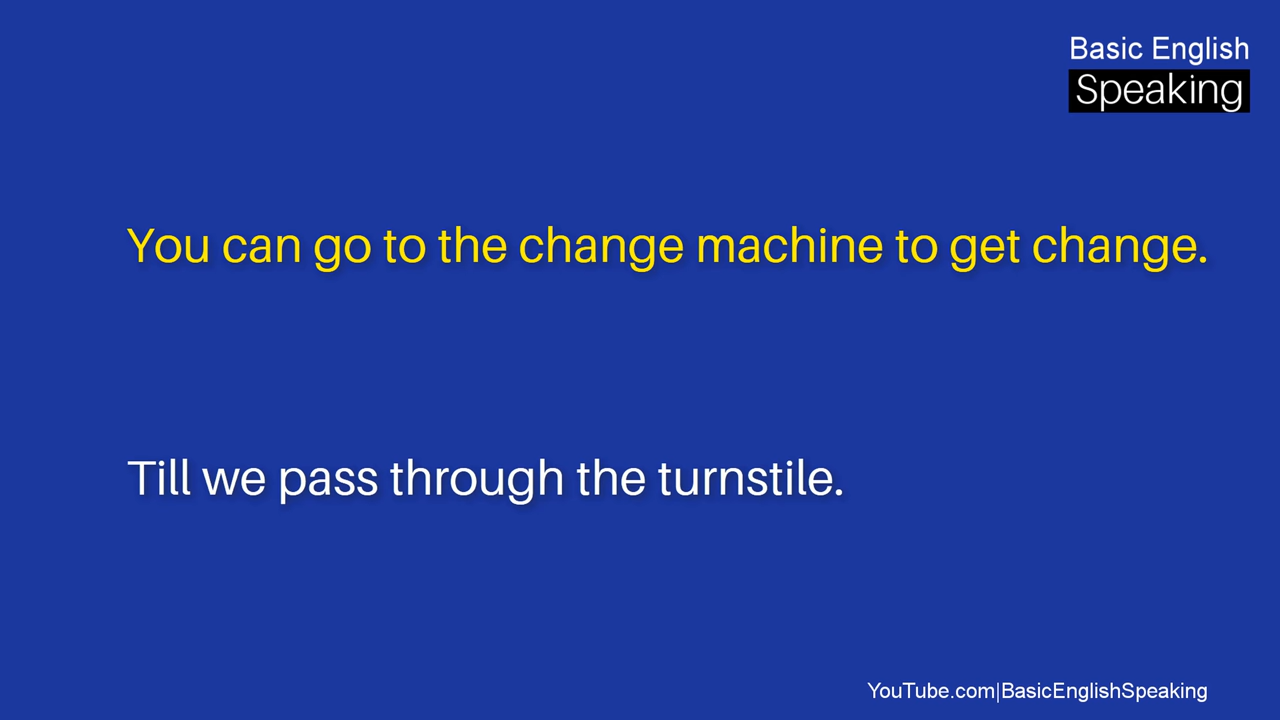 Basic English
Speaking
You can go to the change machine to get change.
Till we pass through the turnstile.
YouTube.com|BasicEnglishSpeaking